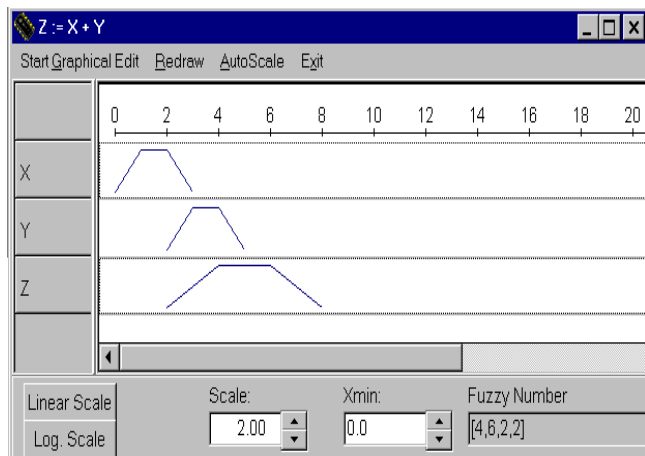 Z := X + Y
Start Graphical Edit Redraw AutoScale Exit
0 2 4 6 8 10 12 14 16 18 20
X
Y
Z
Linear Scale
Log. Scale
Scale:
2.00
Xmin:
0.0
Fuzzy Number
[4,6,2,2]